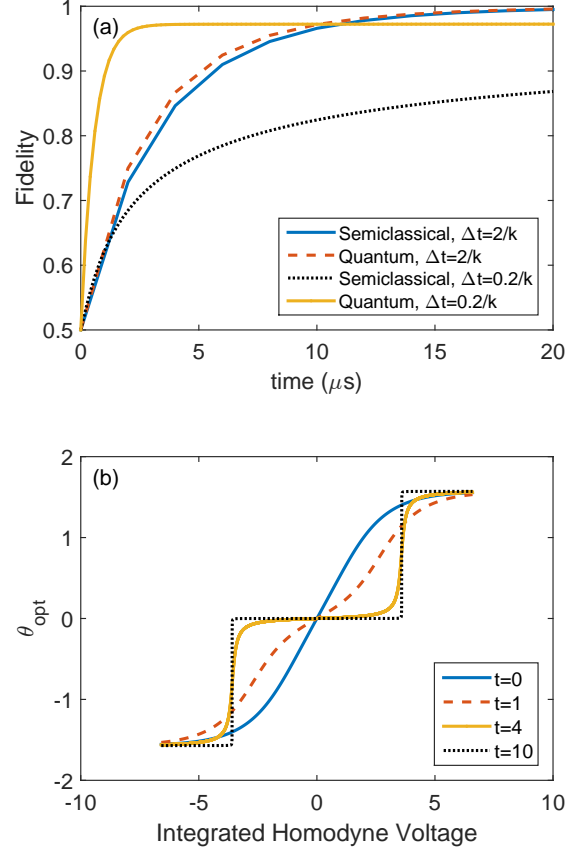 (a)
1
0.9
0.8
0.7
0.6
0.5
Fidelity
Semiclassical, Δt=2/k
Quantum, Δt=2/k
Semiclassical, Δt=0.2/k
Quantum, Δt=0.2/k
0 5 10 15 20
time (μs)
(b)
2
1
0
-1
-2
θopt
t=0
t=1
t=4
t=10
-10 -5 0 5 10
Integrated Homodyne Voltage